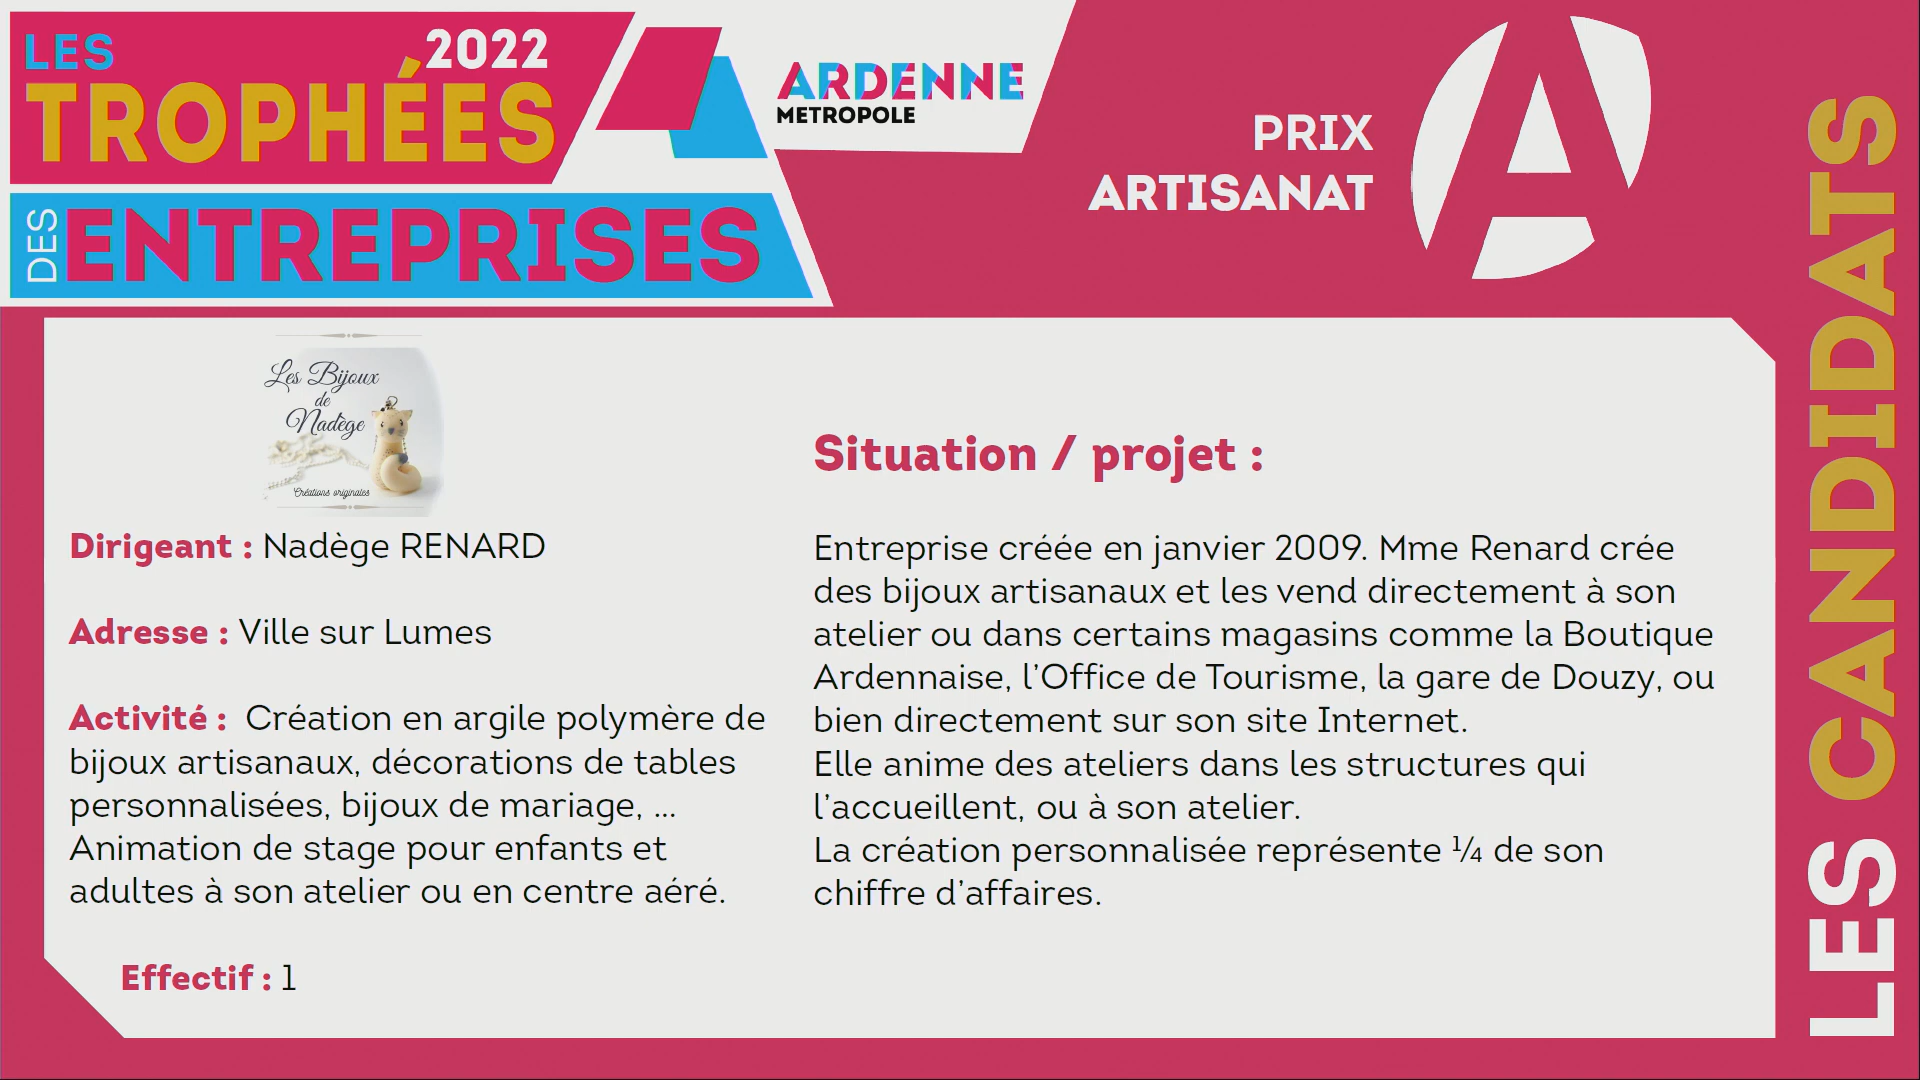 LES
2022
TROPHÉES
DES
ENTREPRISES
ARDENNE
METROPOLE
PRIX
ARTISANAT
A
LES CANDIDATS
Les Bijoux
de
Nadège
Créations originales
Dirigeant : Nadège RENARD
Adresse : Ville sur Lumes
Activité : Création en argile polymère de
bijoux artisanaux, décorations de tables
personnalisées, bijoux de mariage, ...
Animation de stage pour enfants et
adultes à son atelier ou en centre aéré.
Effectif : 1
Situation / projet :
Entreprise créée en janvier 2009. Mme Renard crée
des bijoux artisanaux et les vend directement à son
atelier ou dans certains magasins comme la Boutique
Ardennaise, l’Office de Tourisme, la gare de Douzy, ou
bien directement sur son site Internet.
Elle anime des ateliers dans les structures qui
l’accueillent, ou à son atelier.
La création personnalisée représente ¼ de son
chiffre d’affaires.